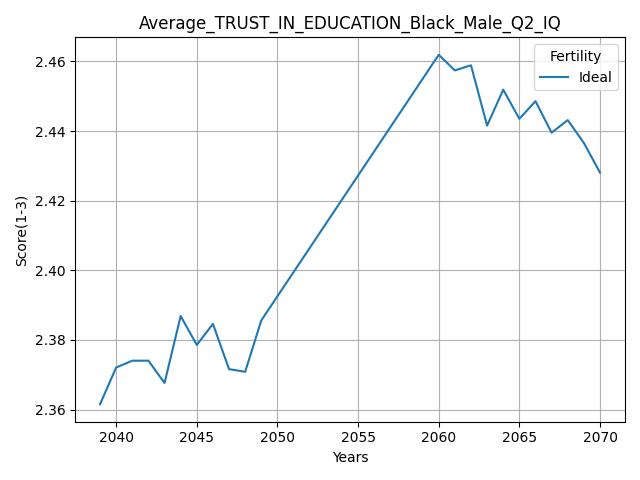 Average_TRUST_IN_EDUCATION_Black_Male_Q2_IQ
Fertility
Ideal
Score(1-3)
2.46
2.44
2.42
2.40
2.38
2.36
2040
2045
2050
2055
2060
2065
2070
Years